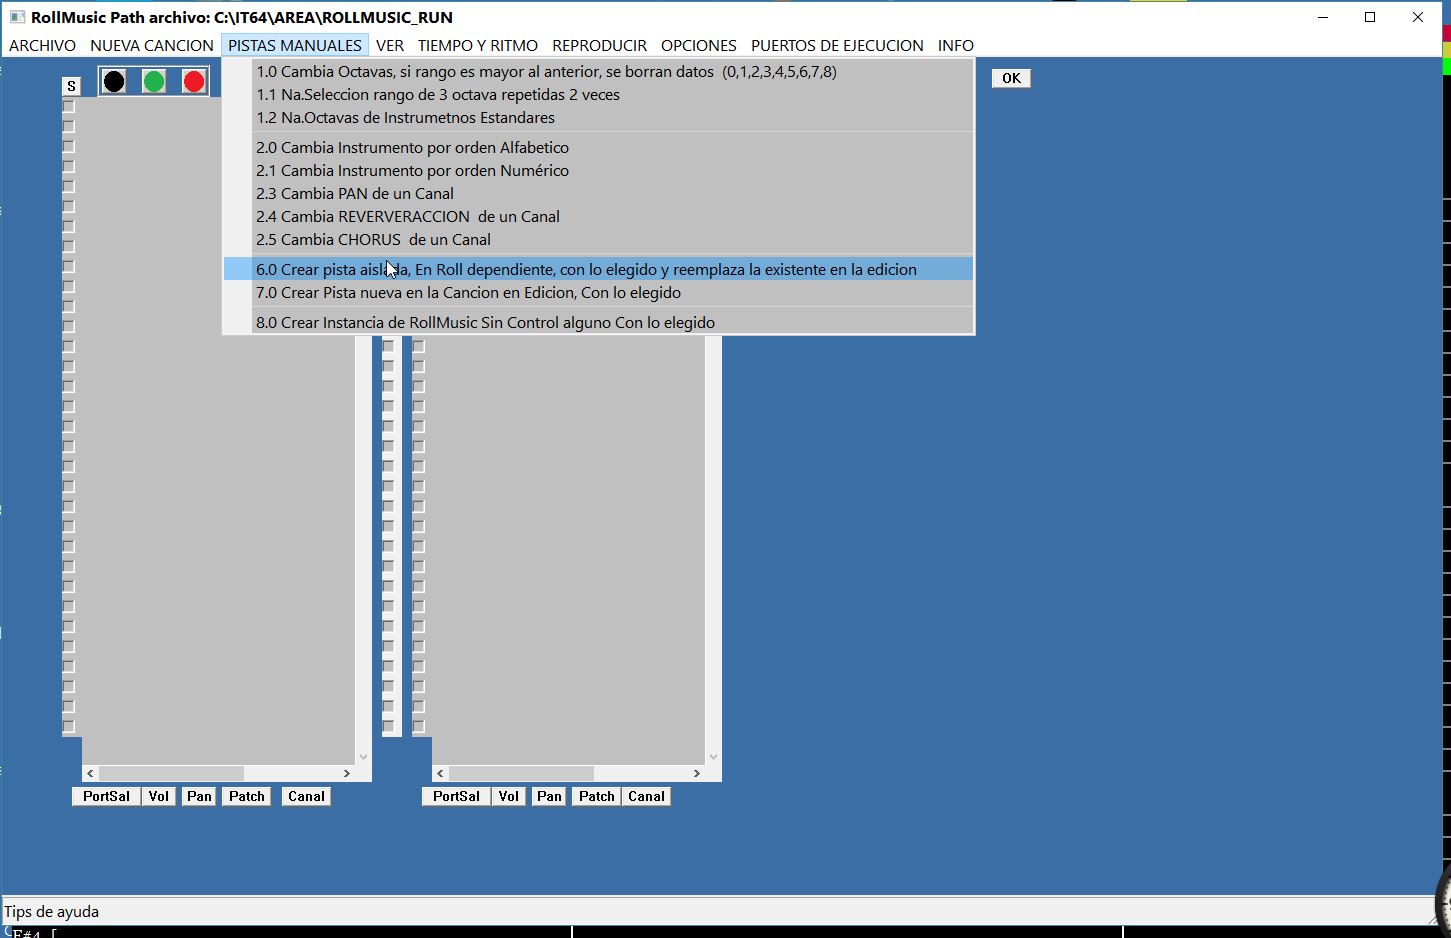 RollMusic Path archivo: C:\IT64\AREA\ROLLMUSIC_RUN
ARCHIVO NUEVA CANCION PISTAS MANUALES VER TIEMPO Y RITMO REPRODUCIR OPCIONES PUERTOS DE EJECUCION INFO
1.0 Cambia Octavas, si rango es mayor al anterior, se borran datos (0,1,2,3,4,5,6,7,8)
S
OK
1.1 Na.Seleccion rango de 3 octava repetidas 2 veces
1.2 Na.Octavas de Instrumetnos Estandares
2.0 Cambia Instrumento por orden Alfabetico
2.1 Cambia Instrumento por orden Numérico
2.3 Cambia PAN de un Canal
2.4 Cambia REVERVERACCION de un Canal
2.5 Cambia CHORUS de un Canal
6.0 Crear pista aislada, En Roll dependiente, con lo elegido y reemplaza la existente en la edicion
7.0 Crear Pista nueva en la Cancion en Edicion, Con lo elegido
8.0 Crear Instancia de RollMusic Sin Control alguno Con lo elegido
PortSal Vol Pan Patch Canal PortSal Vol Pan Patch Canal
Tips de ayuda